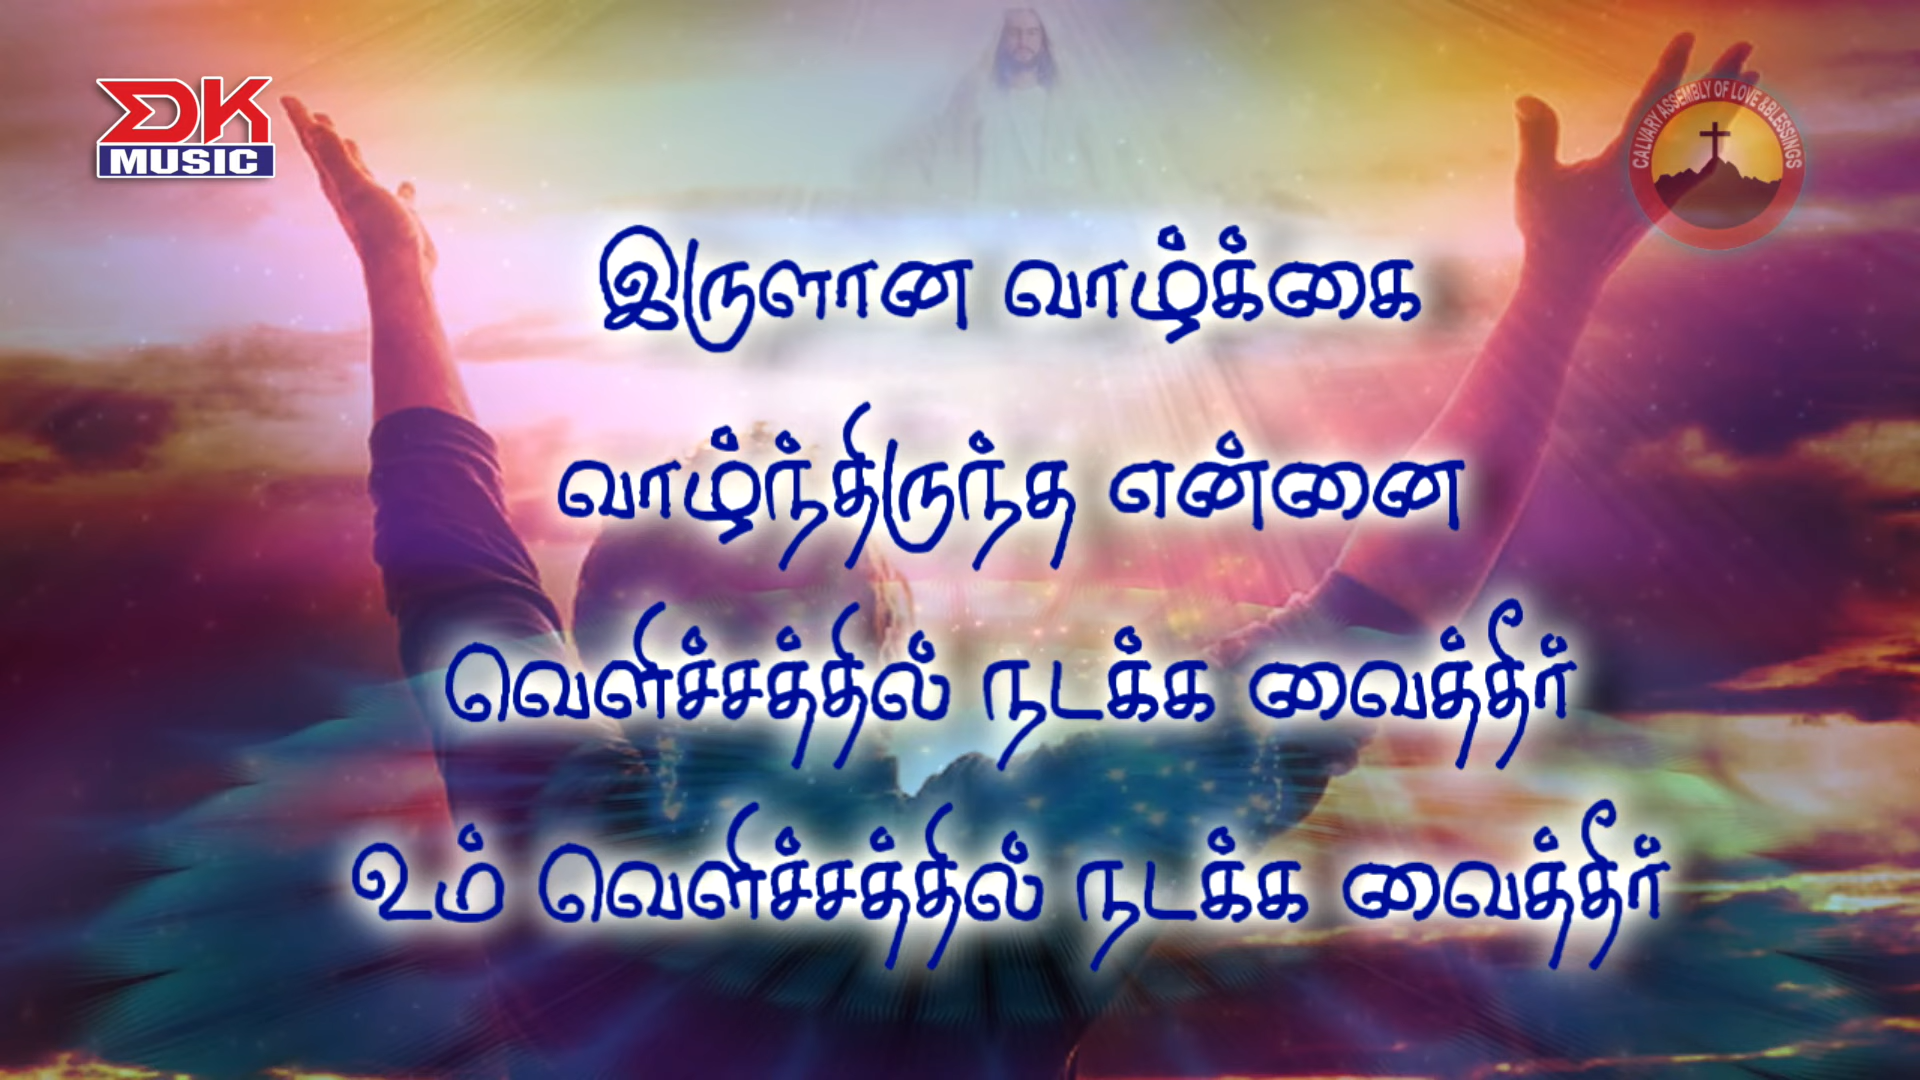 DK
MUSIC
CALVARY ASSEMBLY OF LOVE & BLESSINGS
இருளான வாழ்க்கை
வாழ்ந்திருந்த என்னை
வெளிச்சத்தில் நடக்க வைத்தீர்
உம் வெளிச்சத்தில் நடக்க வைத்தீர்